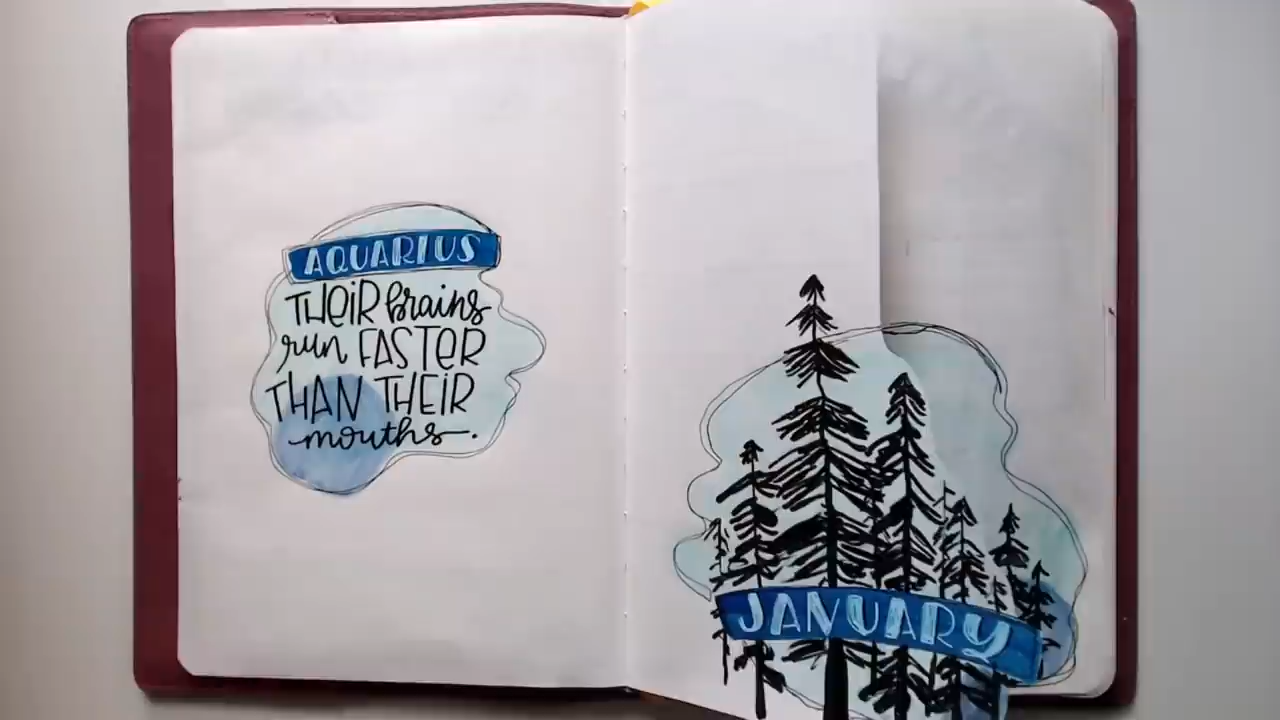 AQUARIUS
THEIR brains
run FASTER
THAN THEIR
mouths.
JANUARY